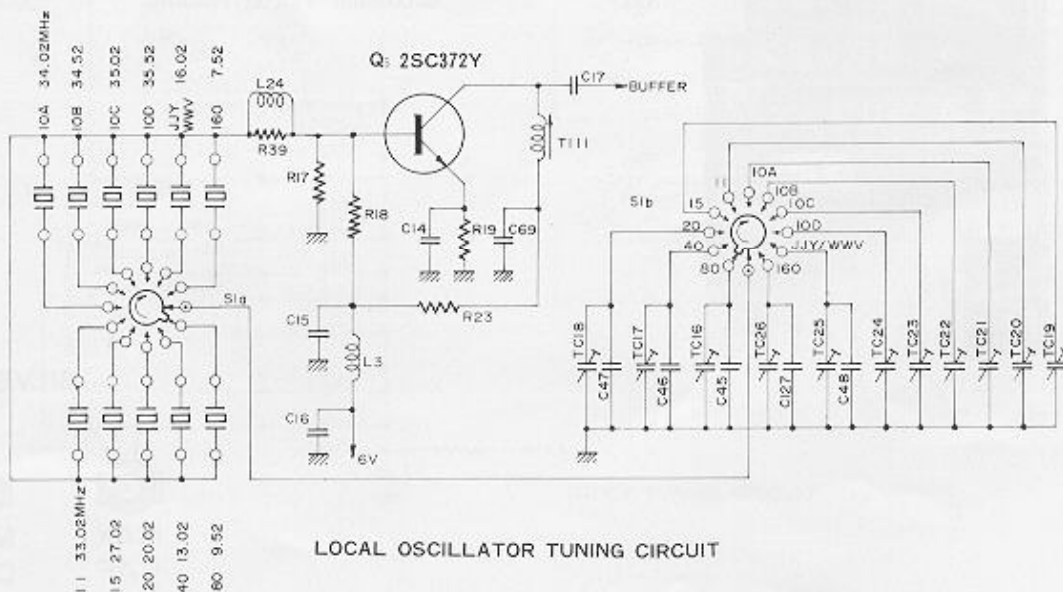 10A 34.02MHz
10B 34.52
10C 35.02
10D 35.52
JJY WWV 16.02
160 7.52
L24
R39
R17
R18
Q3 2SC372Y
C17
BUFFER
T111
C14
R19
C69
R23
C15
L3
C16
6V
S1a
S1b
11
10A
10B
10C
10D
JJY/WWV
160
80
40
20
15
TC18
C47
TC17
C46
TC16
C45
TC26
C127
TC25
C48
TC24
TC23
TC22
TC21
TC20
TC19
11 33.02MHz
15 27.02
20 20.02
40 13.02
80 9.52
LOCAL OSCILLATOR TUNING CIRCUIT